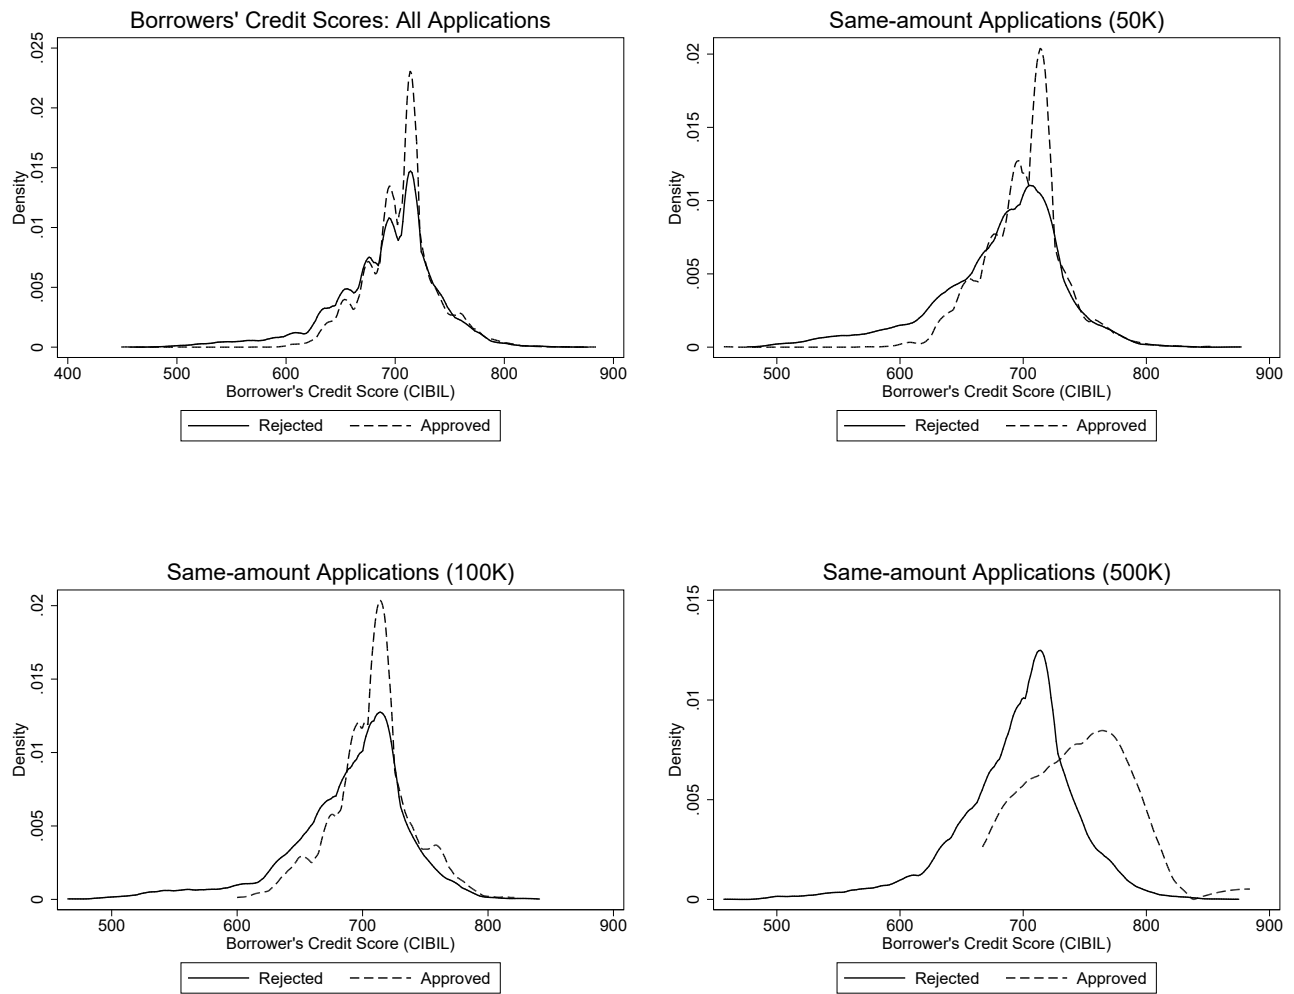 Borrowers' Credit Scores: All Applications
Density
.025
.02
.015
.01
.005
0
400 500 600 700 800 900
Borrower's Credit Score (CIBIL)
Rejected Approved
Same-amount Applications (50K)
Density
.02
.015
.01
.005
0
500 600 700 800 900
Borrower's Credit Score (CIBIL)
Rejected Approved
Same-amount Applications (100K)
Density
.02
.015
.01
.005
0
500 600 700 800 900
Borrower's Credit Score (CIBIL)
Rejected Approved
Same-amount Applications (500K)
Density
.015
.01
.005
0
500 600 700 800 900
Borrower's Credit Score (CIBIL)
Rejected Approved